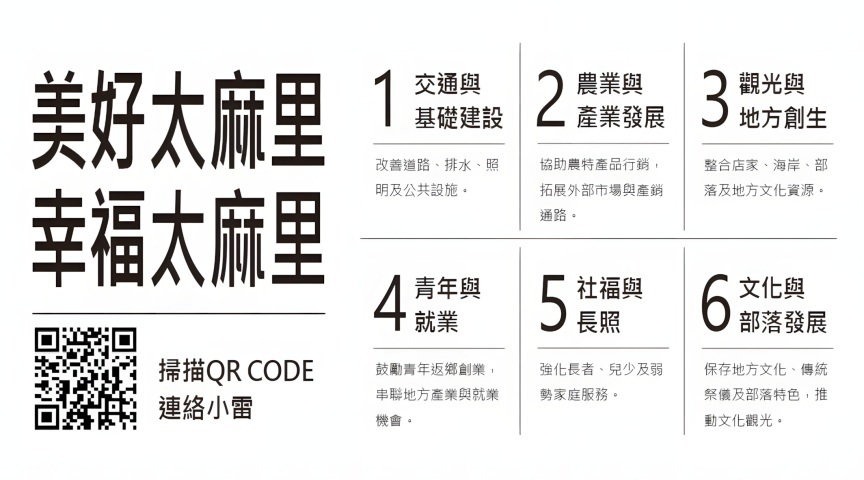 美好太麻里
幸福太麻里
掃描QR CODE
連絡小雷
1
交通與
基礎建設
改善道路、排水、照
明及公共設施。
2
農業與
產業發展
協助農特產品行銷，
拓展外部市場與產銷
通路。
3
觀光與
地方創生
整合店家、海岸、部
落及地方文化資源。
4
青年與
就業
鼓勵青年返鄉創業，
串聯地方產業與就業
機會。
5
社福與
長照
強化長者、兒少及弱
勢家庭服務。
6
文化與
部落發展
保存地方文化、傳統
祭儀及部落特色，推
動文化觀光。